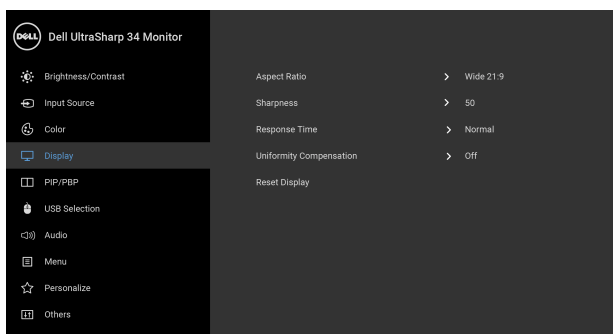 DELL Dell UltraSharp 34 Monitor
Brightness/Contrast
Input Source
Color
Display
PIP/PBP
USB Selection
Audio
Menu
Personalize
Others
Aspect Ratio > Wide 21:9
Sharpness > 50
Response Time > Normal
Uniformity Compensation > Off
Reset Display